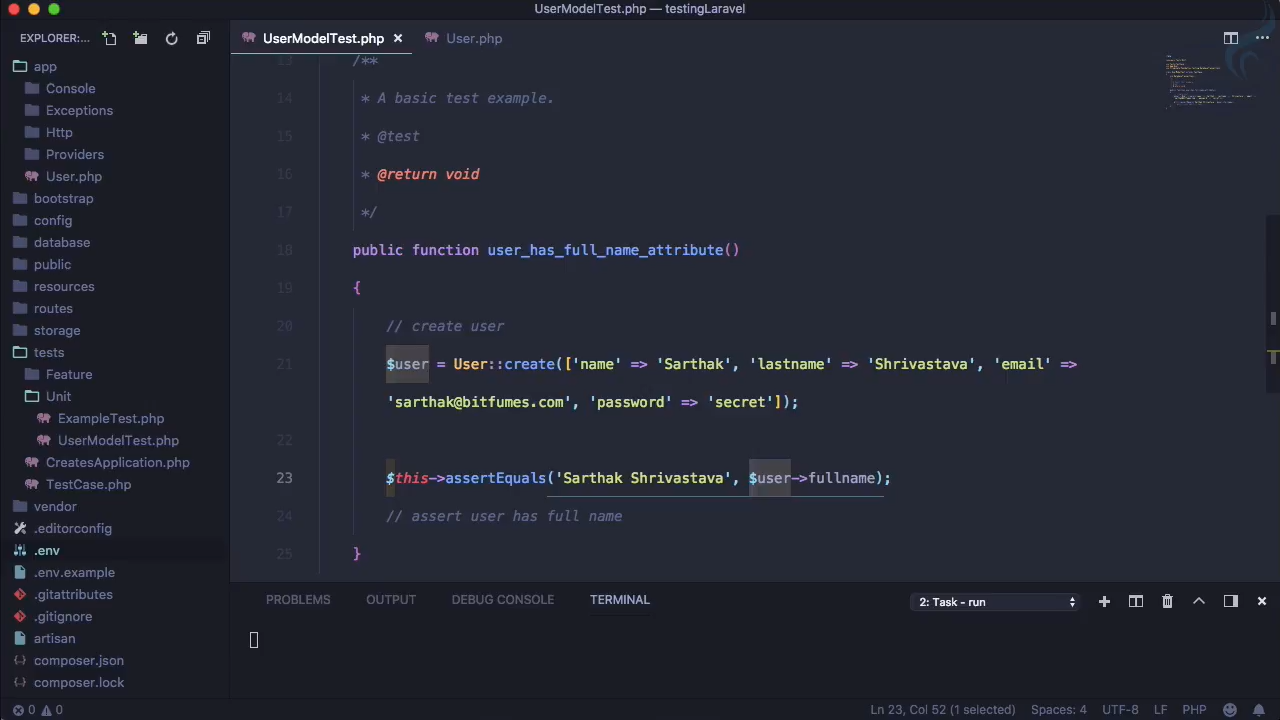 UserModelTest.php — testingLaravel
EXPLORER:...
UserModelTest.php
User.php
app
Console
Exceptions
Http
Providers
User.php
bootstrap
config
database
public
resources
routes
storage
tests
Feature
Unit
ExampleTest.php
UserModelTest.php
CreatesApplication.php
TestCase.php
vendor
.editorconfig
.env
.env.example
.gitattributes
.gitignore
artisan
composer.json
composer.lock
13 /**
14 * A basic test example.
15 * @test
16 * @return void
17 */
18 public function user_has_full_name_attribute()
19 {
20 // create user
21 $user = User::create(['name' => 'Sarthak', 'lastname' => 'Shrivastava', 'email' =>
'sarthak@bitfumes.com', 'password' => 'secret']);
22
23 $this->assertEquals('Sarthak Shrivastava', $user->fullname);
24 // assert user has full name
25 }
PROBLEMS OUTPUT DEBUG CONSOLE TERMINAL
2: Task - run
0 0
Ln 23, Col 52 (1 selected) Spaces: 4 UTF-8 LF PHP